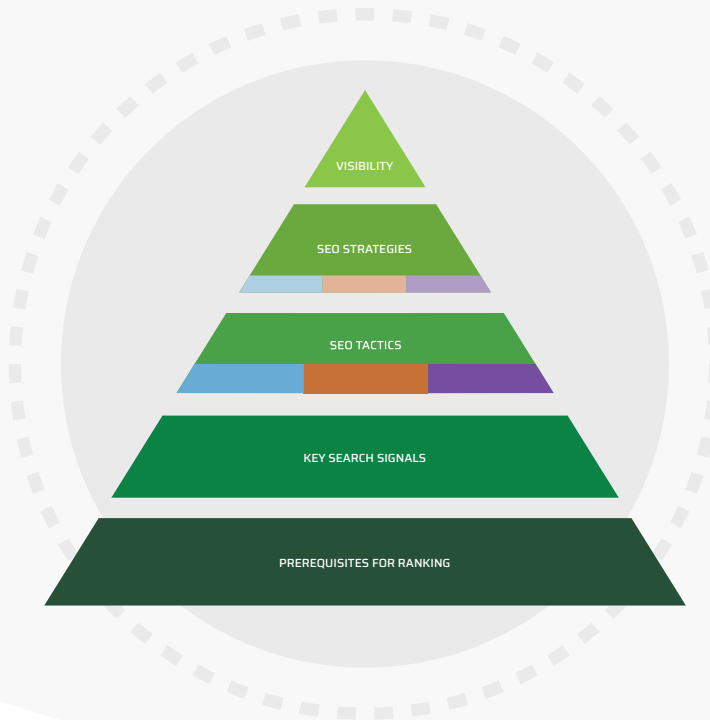 VISIBILITY
SEO STRATEGIES
SEO TACTICS
KEY SEARCH SIGNALS
PREREQUISITES FOR RANKING